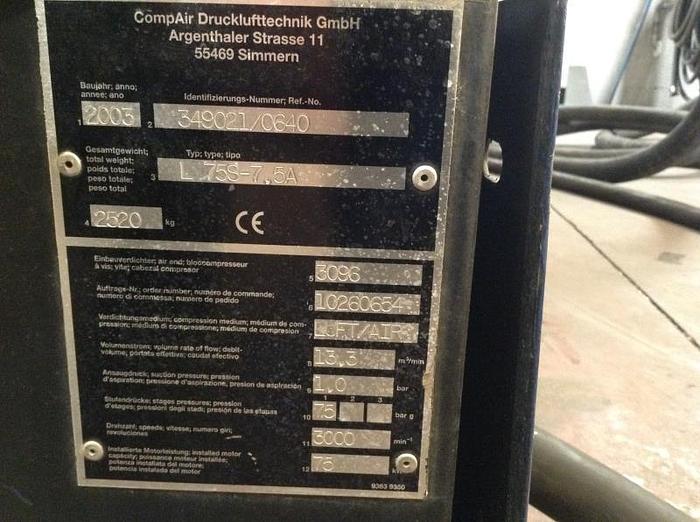 CompAir Drucklufttechnik GmbH
Argenthaler Strasse 11
55469 Simmern
Baujahr; anno;
annee; ano
Identifizierungs-Nummer; Ref.-No.
1 2003 2 349021/0640
Gesamtgewicht;
total weight;
poids totale;
peso totale;
peso total
Typ; type; tipo
3 L 75S-7,5A
4 2520 kg
CE
Einbauverdichter; air end; bloccompresseur
à vis; vite; cabezal compresor
5 3096
Auftrags-Nr.; order number; numéro de commande;
numero di commessa; numero de pedido
6 10260654
Verdichtungsmedium; compression medium; médium de com-
pression; médium di compressione; médium de compresion
7 LUFT/AIR
Volumenstrom; volume rate of flow; debit-
volume; portata effettiva; caudal efectivo
8 13,3 m³/min
Ansaugdruck; suction pressure; pression
d'aspiration; pressione d'aspirazione, presion de aspiración
9 1.0 bar
Stufendrücke; stages pressures; pression
d'etages; pressioni degli stadi; presión de las etapas
1 2 3
10 75 bar g
Drehzahl; speeds; vitesse; numero giri;
revoluciones
11 3000 min⁻¹
Installierte Motorleistung; installed motor
capacity; puissance moteur installée;
potenza installata del motore;
potencia instalada del motor
12 75
9363 9350